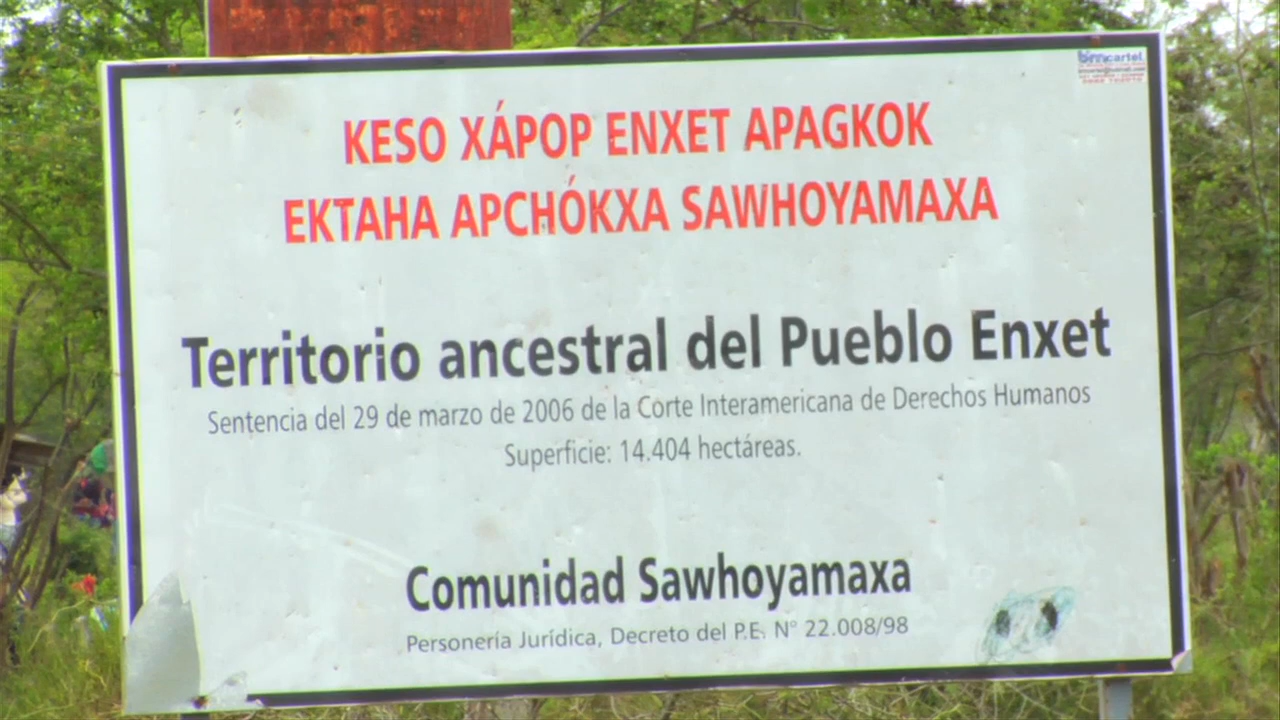 bmcartel
KESO XÁPOP ENXET APAGKOK
EKTAHA APCHÓKXA SAWHOYAMAXA
Territorio ancestral del Pueblo Enxet
Sentencia del 29 de marzo de 2006 de la Corte Interamericana de Derechos Humanos
Superficie: 14.404 hectáreas.
Comunidad Sawhoyamaxa
Personería Jurídica, Decreto del P.E. N° 22.008/98